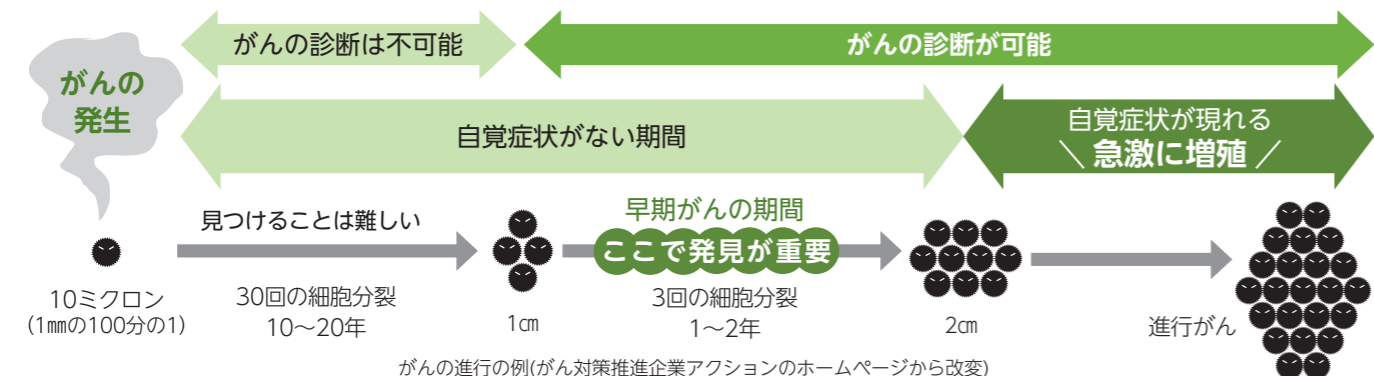 がんの診断は不可能
がんの診断が可能
がんの
発生
自覚症状がない期間
自覚症状が現れる
＼ 急激に増殖 ／
見つけることは難しい
早期がんの期間
ここで発見が重要
10ミクロン
(1㎜の100分の1)
30回の細胞分裂
10〜20年
1㎝
3回の細胞分裂
1〜2年
2㎝
進行がん
がんの進行の例(がん対策推進企業アクションのホームページから改変)